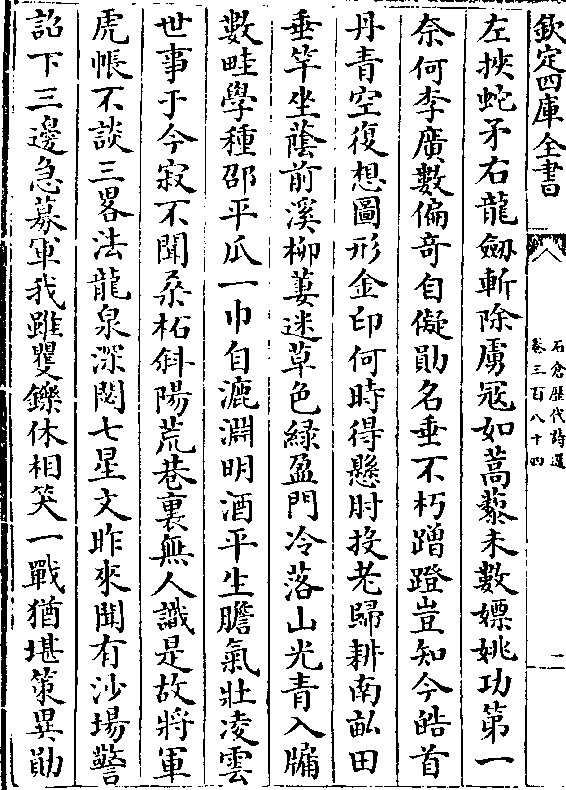 欽定四庫全書
石倉歷代詩選
卷三百八十四
二
左挾蛇矛右龍劒斬除虜冦如蒿藜未數嫖姚功第一
奈何李廣數偏竒自儗勛名垂不朽蹭蹬豈知今皓首
丹青空復想圖形金印何時得懸肘投老歸耕南畝田
垂竿坐蔭前溪柳萋迷草色綠盈門冷落山光青入牖
數畦學種邵平瓜一巾自漉淵明酒平生膽氣壯凌雲
世事于今寂不聞桑柘斜陽荒巷裏無人識是故將軍
虎帳不談三畧法龍泉深閟七星文昨來聞有沙場警
詔下三邊急募軍我雖矍鑠休相笑一戰猶堪策異勛